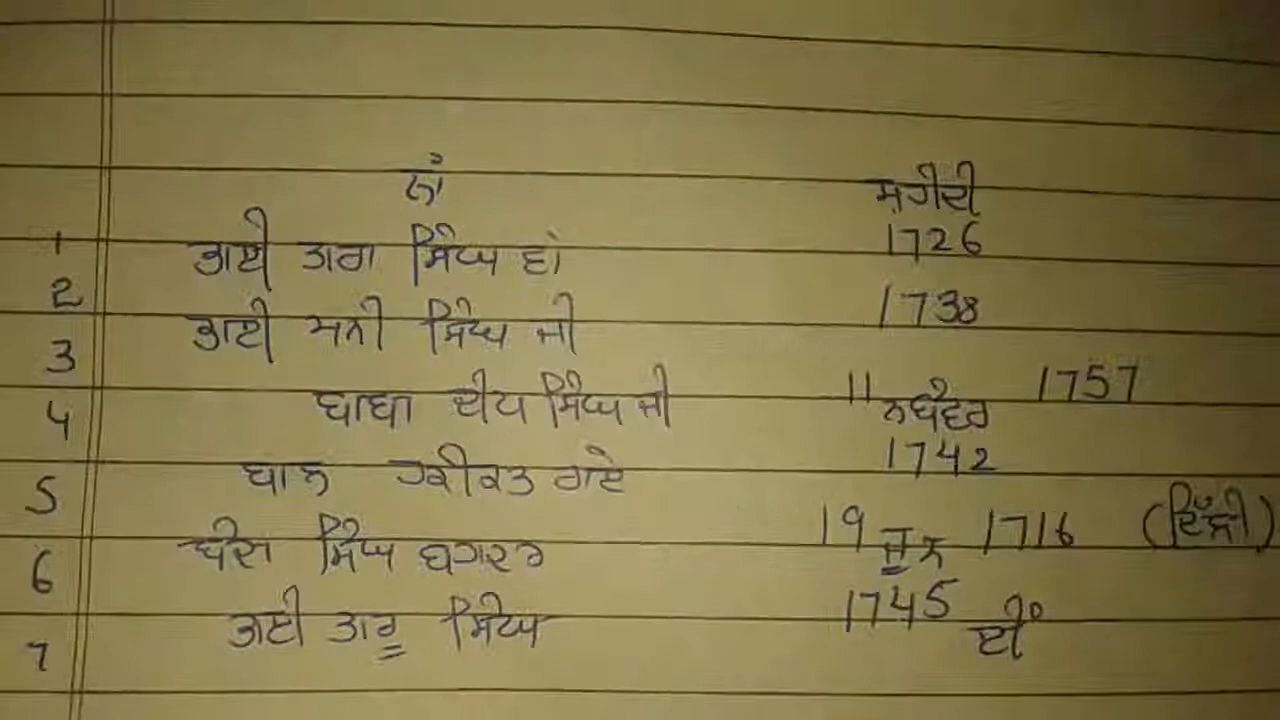 ਨਾਂ ਸ਼ਹੀਦੀ
1 ਭਾਈ ਤਾਰਾ ਸਿੰਘ ਵਾਂ 1726
2 ਭਾਈ ਮਨੀ ਸਿੰਘ ਜੀ 1738
3 ਬਾਬਾ ਦੀਪ ਸਿੰਘ ਜੀ 11 ਨਵੰਬਰ 1757
4 ਬਾਲ ਹਕੀਕਤ ਰਾਏ 1742
5 ਬੰਦਾ ਸਿੰਘ ਬਹਾਦਰ 19 ਜੂਨ 1716 (ਦਿੱਲੀ)
6 ਭਾਈ ਤਾਰੂ ਸਿੰਘ 1745 ਈ०
7